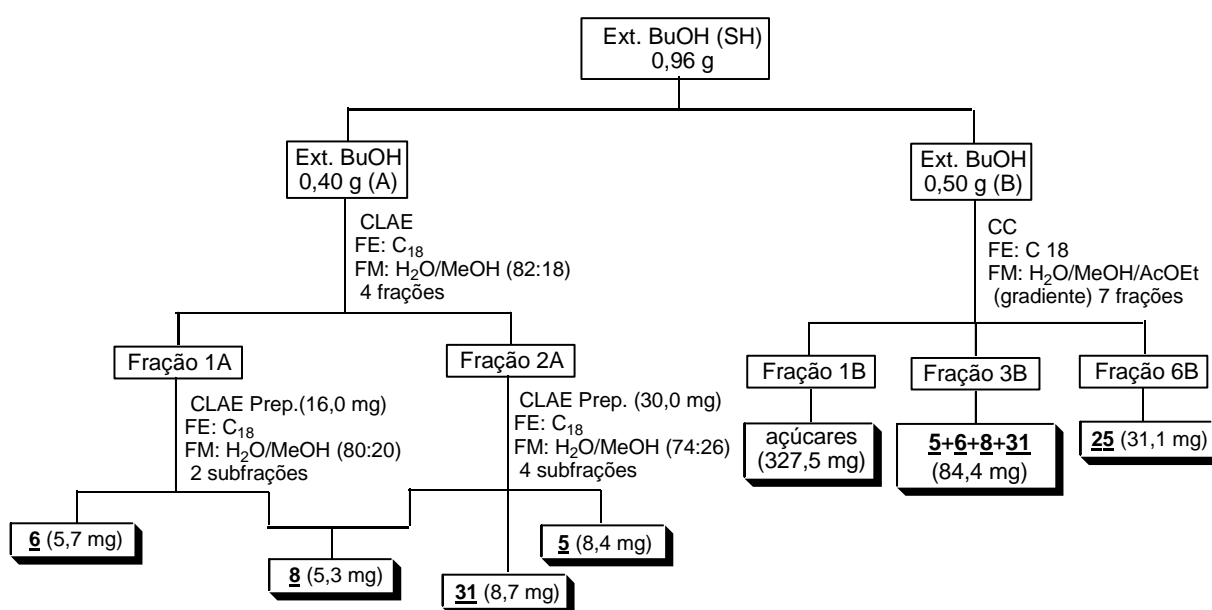 Ext. BuOH (SH)
0,96 g
Ext. BuOH
0,40 g (A)
Ext. BuOH
0,50 g (B)
CLAE
FE: C18
FM: H2O/MeOH (82:18)
4 frações
CC
FE: C 18
FM: H2O/MeOH/AcOEt
(gradiente) 7 frações
Fração 1A
Fração 2A
Fração 1B
Fração 3B
Fração 6B
CLAE Prep.(16,0 mg)
FE: C18
FM: H2O/MeOH (80:20)
2 subfrações
CLAE Prep. (30,0 mg)
FE: C18
FM: H2O/MeOH (74:26)
4 subfrações
açúcares
(327,5 mg)
5+6+8+31
(84,4 mg)
25 (31,1 mg)
6 (5,7 mg)
8 (5,3 mg)
31 (8,7 mg)
5 (8,4 mg)